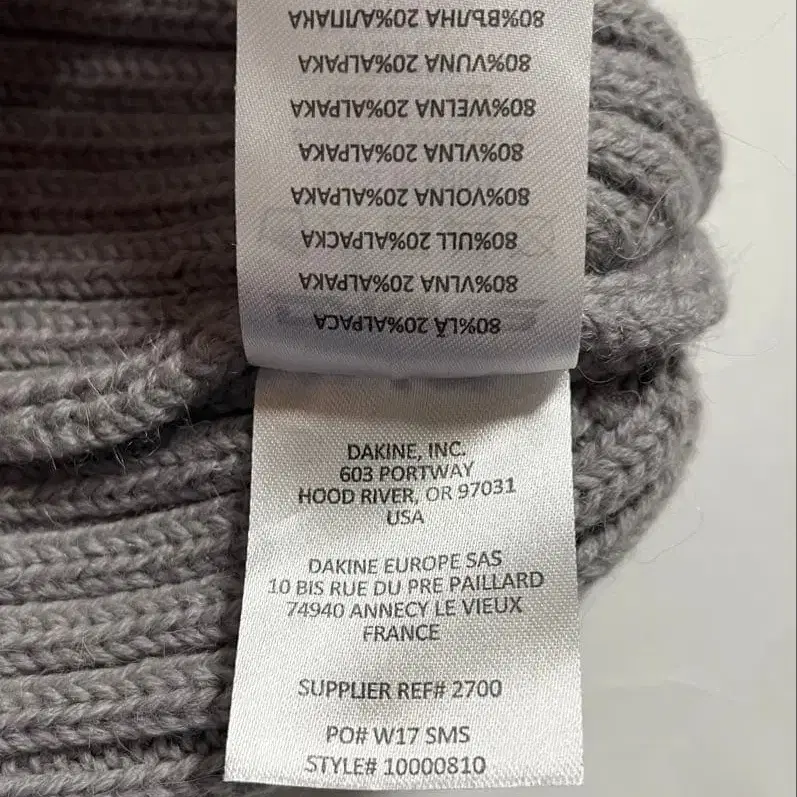 80%LÃ 20%ALPACA
80%VLNA 20%ALPAKA
80%ULL 20%ALPACKA
80%VOLNA 20%ALPAKA
80%VLNA 20%ALPAKA
80%WELNA 20%ALPAKA
80%VUNA 20%ALPAKA
80%ВЪЛНА 20%АЛПАКА
DAKINE, INC.
603 PORTWAY
HOOD RIVER, OR 97031
USA
DAKINE EUROPE SAS
10 BIS RUE DU PRE PAILLARD
74940 ANNECY LE VIEUX
FRANCE
SUPPLIER REF# 2700
PO# W17 SMS
STYLE# 10000810